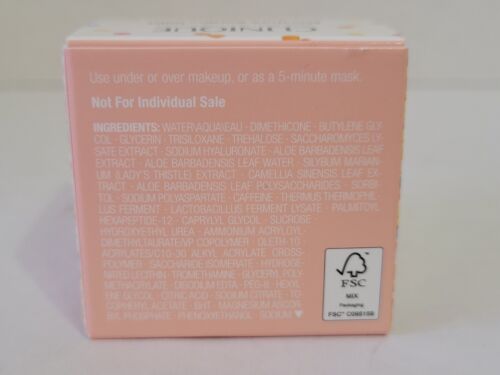 CLINIQUE
Use under or over makeup, or as a 5-minute mask.
Not For Individual Sale
INGREDIENTS: WATER\AQUA\EAU · DIMETHICONE · BUTYLENE GLY-
COL · GLYCERIN · TRISILOXANE · TREHALOSE · SACCHAROMYCES LY-
SATE EXTRACT · SODIUM HYALURONATE · ALOE BARBADENSIS LEAF
EXTRACT · ALOE BARBADENSIS LEAF WATER · SILYBUM MARIAN-
UM (LADY'S THISTLE) EXTRACT · CAMELLIA SINENSIS LEAF EX-
TRACT · ALOE BARBADENSIS LEAF POLYSACCHARIDES · SORBI-
TOL · SODIUM POLYASPARTATE · CAFFEINE · THERMUS THERMOPHIL-
LUS FERMENT · LACTOBACILLUS FERMENT LYSATE · PALMITOYL
HEXAPEPTIDE-12 · CAPRYLYL GLYCOL · SUCROSE ·
HYDROXYETHYL UREA · AMMONIUM ACRYLOYL-
DIMETHYLTAURATE/VP COPOLYMER · OLETH-10 ·
ACRYLATES/C10-30 ALKYL ACRYLATE CROSS-
POLYMER · SACCHARIDE ISOMERATE · HYDROGE-
NATED LECITHIN · TROMETHAMINE · GLYCERYL POLY-
METHACRYLATE · DISODIUM EDTA · PEG-8 · HEXYL-
ENE GLYCOL · CITRIC ACID · SODIUM CITRATE · TO-
COPHERYL ACETATE · BHT · MAGNESIUM ASCOR-
BYL PHOSPHATE · PHENOXYETHANOL · SODIUM ▼
FSC
MIX
Packaging